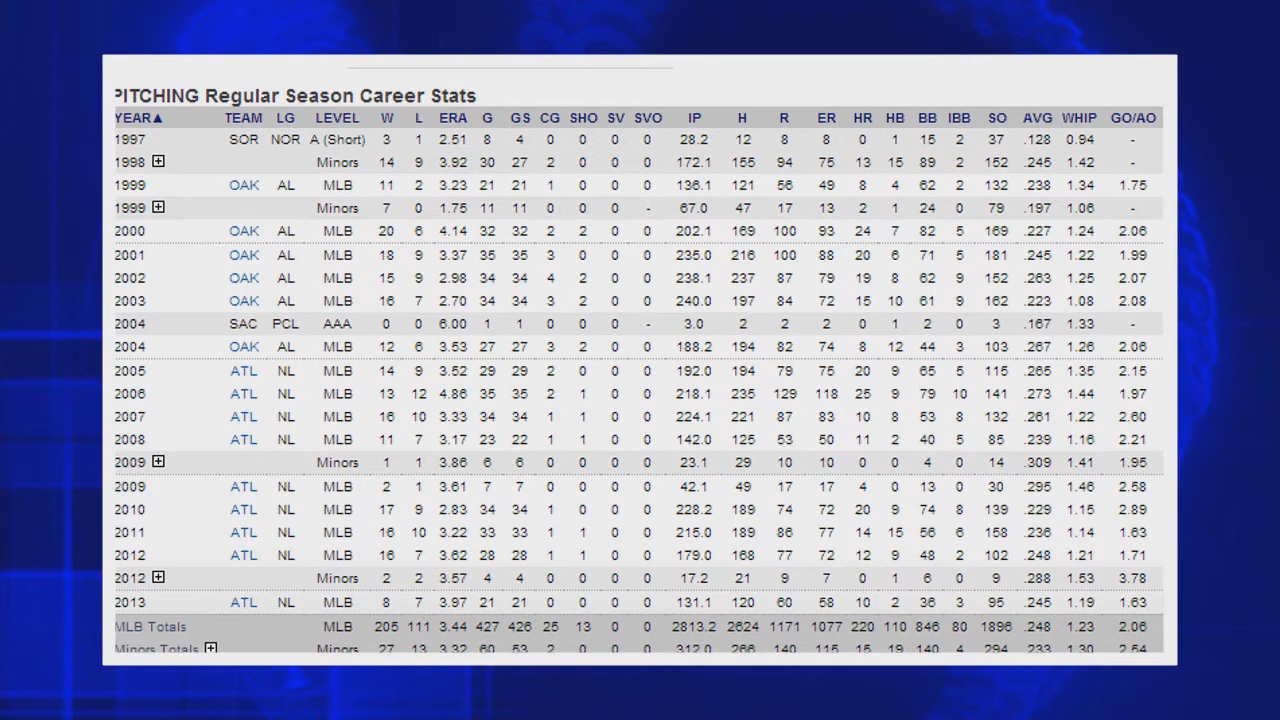 PITCHING Regular Season Career Stats
YEAR▲ TEAM LG LEVEL W L ERA G GS CG SHO SV SVO IP H R ER HR HB BB IBB SO AVG WHIP GO/AO
1997 SOR NOR A (Short) 3 1 2.51 8 4 0 0 0 0 28.2 12 12 8 0 1 15 2 37 .128 0.94 -
1998 Minors 14 9 3.92 30 27 2 0 0 0 172.1 155 94 75 13 15 89 2 152 .245 1.42 -
1999 OAK AL MLB 11 2 3.23 21 21 1 0 0 0 136.1 121 56 49 8 4 62 2 132 .238 1.34 1.75
1999 Minors 7 0 1.75 11 11 0 0 0 - 67.0 47 17 13 2 1 24 0 79 .197 1.06 -
2000 OAK AL MLB 20 6 4.14 32 32 2 2 0 0 202.1 169 100 93 24 7 82 5 169 .227 1.24 2.06
2001 OAK AL MLB 18 9 3.37 35 35 3 0 0 0 235.0 216 100 88 20 6 71 5 181 .245 1.22 1.99
2002 OAK AL MLB 15 9 2.98 34 34 4 2 0 0 238.1 237 87 79 19 8 62 9 152 .263 1.25 2.07
2003 OAK AL MLB 16 7 2.70 34 34 3 2 0 0 240.0 197 84 72 15 10 61 9 162 .223 1.08 2.08
2004 SAC PCL AAA 0 0 6.00 1 1 0 0 0 - 3.0 2 2 2 0 1 2 0 3 .167 1.33 -
2004 OAK AL MLB 12 6 3.53 27 27 3 2 0 0 188.2 194 82 74 8 12 44 3 103 .267 1.26 2.06
2005 ATL NL MLB 14 9 3.52 29 29 2 0 0 0 192.0 194 79 75 20 9 65 5 115 .265 1.35 2.15
2006 ATL NL MLB 13 12 4.86 35 35 2 1 0 0 218.1 235 129 118 25 9 79 10 141 .273 1.44 1.97
2007 ATL NL MLB 16 10 3.33 34 34 1 1 0 0 224.1 221 87 83 10 8 53 8 132 .261 1.22 2.60
2008 ATL NL MLB 11 7 3.17 23 22 1 1 0 0 142.0 125 53 50 11 2 40 5 85 .239 1.16 2.21
2009 Minors 1 1 3.86 6 6 0 0 0 0 23.1 29 10 10 0 0 4 0 14 .309 1.41 1.95
2009 ATL NL MLB 2 1 3.61 7 7 0 0 0 0 42.1 49 17 17 4 0 13 0 30 .295 1.46 2.58
2010 ATL NL MLB 17 9 2.83 34 34 1 0 0 0 228.2 189 74 72 20 9 74 8 139 .229 1.15 2.89
2011 ATL NL MLB 16 10 3.22 33 33 1 1 0 0 215.0 189 86 77 14 15 56 6 158 .236 1.14 1.63
2012 ATL NL MLB 16 7 3.62 28 28 1 1 0 0 179.0 168 77 72 12 9 48 2 102 .248 1.21 1.71
2012 Minors 2 2 3.57 4 4 0 0 0 0 17.2 21 9 7 0 1 6 0 9 .288 1.53 3.78
2013 ATL NL MLB 8 7 3.97 21 21 0 0 0 0 131.1 120 60 58 10 2 36 3 95 .245 1.19 1.63
MLB Totals MLB 205 111 3.44 427 426 25 13 0 0 2813.2 2624 1171 1077 220 110 846 80 1896 .248 1.23 2.06
Minors Totals Minors 27 13 3.32 60 53 2 0 0 0 312.0 266 140 115 15 19 140 4 294 .233 1.30 2.54